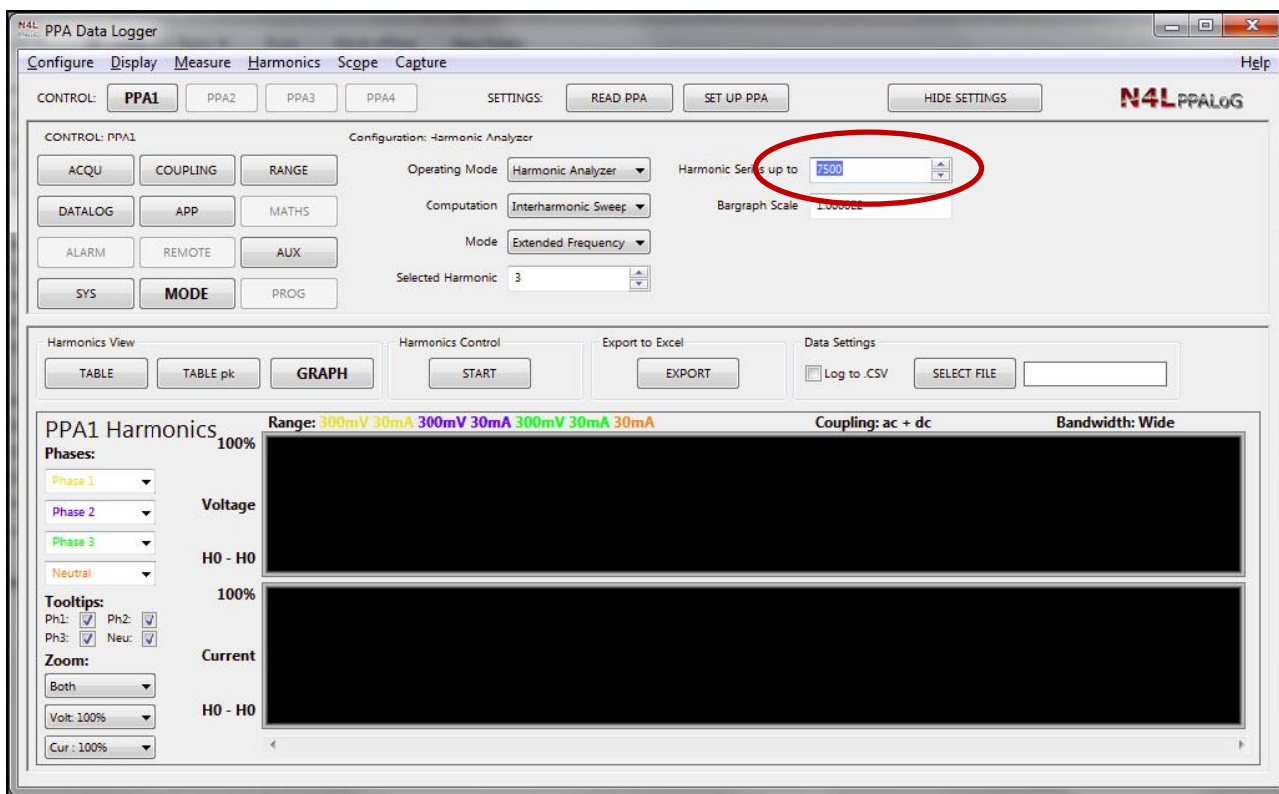 N4L PPA Data Logger
Configure Display Measure Harmonics Scope Capture Help
CONTROL: PPA1 PPA2 PPA3 PPA4 SETTINGS: READ PPA SET UP PPA HIDE SETTINGS N4L PPALoG
CONTROL: PPA1 Configuration: Harmonic Analyzer
ACQU COUPLING RANGE Operating Mode Harmonic Analyzer Harmonic Series up to 7500
DATALOG APP MATHS Computation Interharmonic Sweep Bargraph Scale
ALARM REMOTE AUX Mode Extended Frequency
Selected Harmonic 3
SYS MODE PROG
Harmonics View Harmonics Control Export to Excel Data Settings
TABLE TABLE pk GRAPH START EXPORT Log to .CSV SELECT FILE
PPA1 Harmonics Range: 300mV 30mA 300mV 30mA 300mV 30mA 30mA Coupling: ac + dc Bandwidth: Wide
100%
Phases:
Phase 1
Voltage
Phase 2
Phase 3
H0 - H0
Neutral
100%
Tooltips:
Ph1: Ph2:
Ph3: Neu:
Current
Zoom:
Both
H0 - H0
Volt: 100%
Cur : 100%